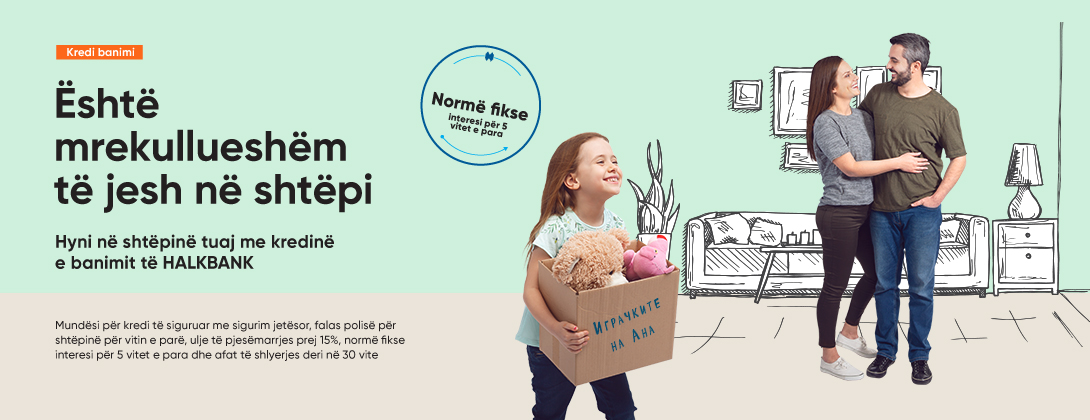 Kredi banimi
Është
mrekullueshëm
të jesh në shtëpi
Hyni në shtëpinë tuaj me kredinë
e banimit të HALKBANK
Mundësi për kredi të siguruar me sigurim jetësor, falas polisë për
shtëpinë për vitin e parë, ulje të pjesëmarrjes prej 15%, normë fikse
interesi për 5 vitet e para dhe afat të shlyerjes deri në 30 vite
Normë fikse
interesi për 5
vitet e para
Играчките
на Ана